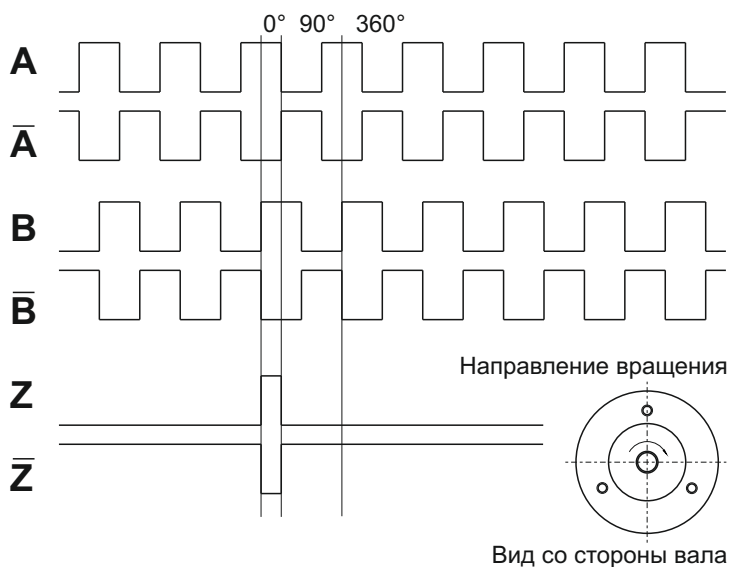 0° 90° 360°
A
A̅
B
B̅
Z
Z̅
Направление вращения
Вид со стороны вала